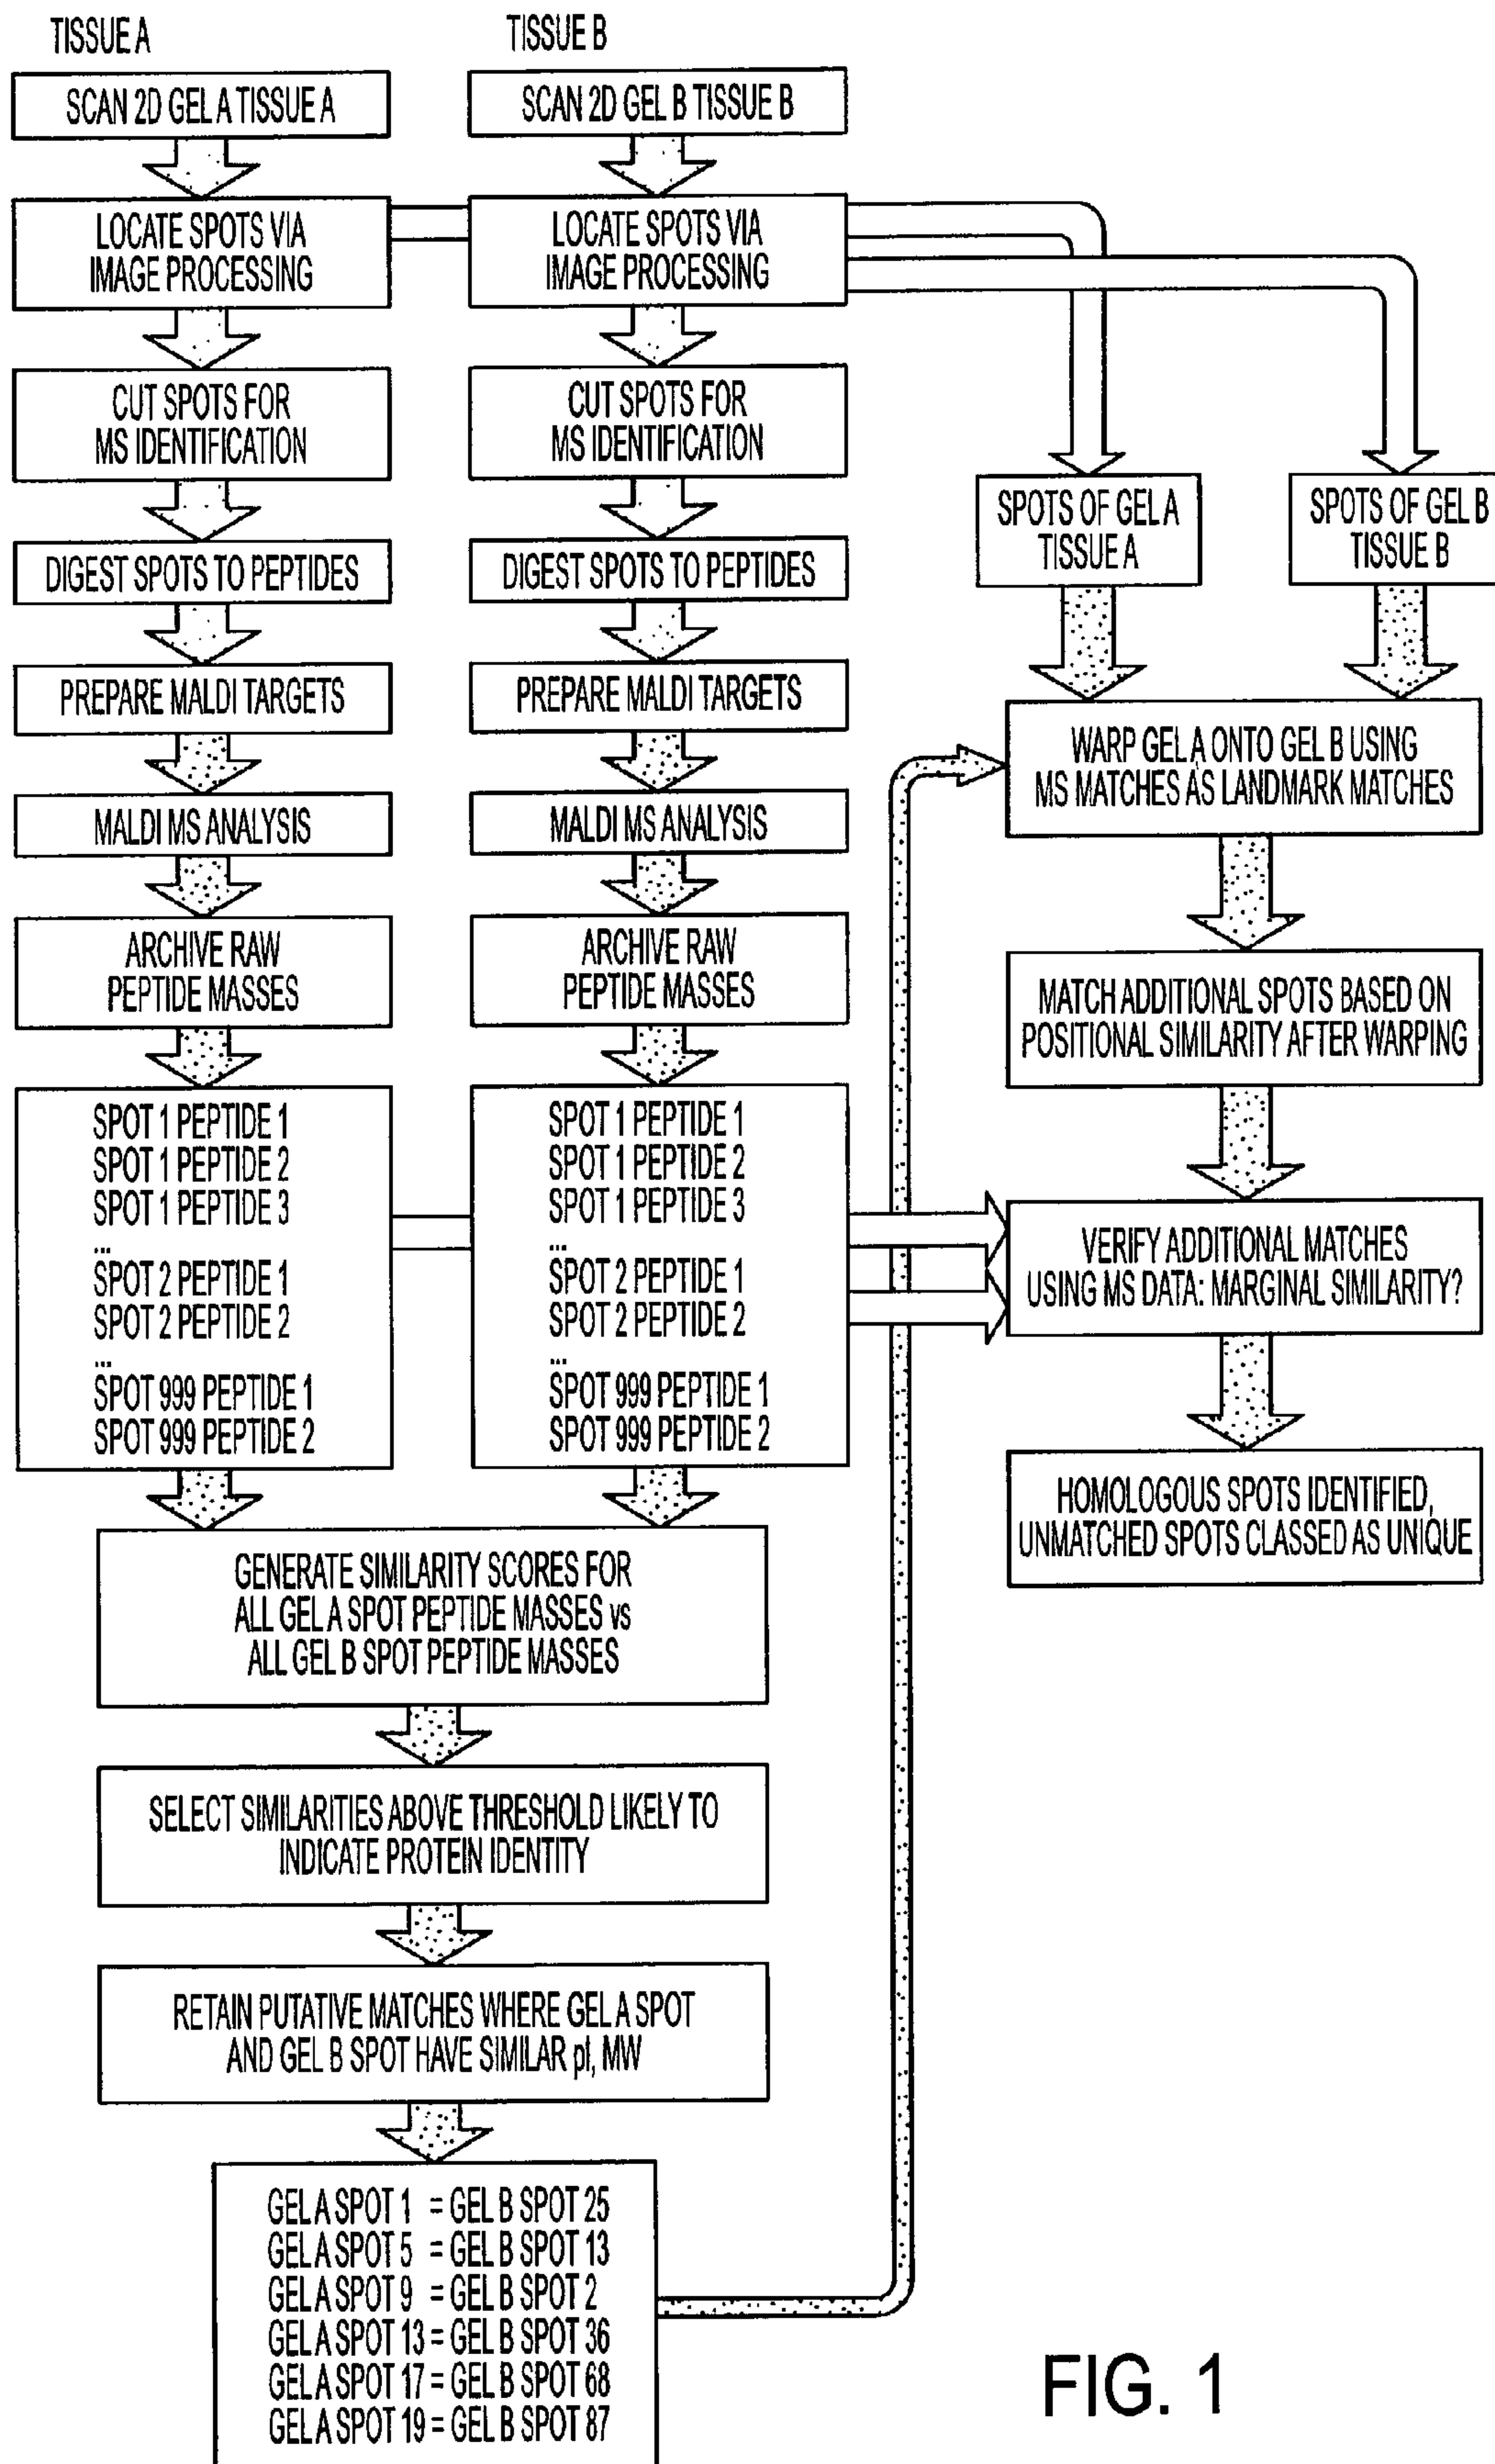 TISSUE A
SCAN 2D GEL A TISSUE A
LOCATE SPOTS VIA
IMAGE PROCESSING
CUT SPOTS FOR
MS IDENTIFICATION
DIGEST SPOTS TO PEPTIDES
PREPARE MALDI TARGETS
MALDI MS ANALYSIS
ARCHIVE RAW
PEPTIDE MASSES
SPOT 1 PEPTIDE 1
SPOT 1 PEPTIDE 2
SPOT 1 PEPTIDE 3
...
SPOT 2 PEPTIDE 1
SPOT 2 PEPTIDE 2
...
SPOT 999 PEPTIDE 1
SPOT 999 PEPTIDE 2
TISSUE B
SCAN 2D GEL B TISSUE B
LOCATE SPOTS VIA
IMAGE PROCESSING
CUT SPOTS FOR
MS IDENTIFICATION
DIGEST SPOTS TO PEPTIDES
PREPARE MALDI TARGETS
MALDI MS ANALYSIS
ARCHIVE RAW
PEPTIDE MASSES
SPOT 1 PEPTIDE 1
SPOT 1 PEPTIDE 2
SPOT 1 PEPTIDE 3
...
SPOT 2 PEPTIDE 1
SPOT 2 PEPTIDE 2
...
SPOT 999 PEPTIDE 1
SPOT 999 PEPTIDE 2
GENERATE SIMILARITY SCORES FOR
ALL GEL A SPOT PEPTIDE MASSES vs
ALL GEL B SPOT PEPTIDE MASSES
SELECT SIMILARITIES ABOVE THRESHOLD LIKELY TO
INDICATE PROTEIN IDENTITY
RETAIN PUTATIVE MATCHES WHERE GEL A SPOT
AND GEL B SPOT HAVE SIMILAR pI, MW
GEL A SPOT 1 = GEL B SPOT 25
GEL A SPOT 5 = GEL B SPOT 13
GEL A SPOT 9 = GEL B SPOT 2
GEL A SPOT 13 = GEL B SPOT 36
GEL A SPOT 17 = GEL B SPOT 68
GEL A SPOT 19 = GEL B SPOT 87
SPOTS OF GEL A
TISSUE A
SPOTS OF GEL B
TISSUE B
WARP GEL A ONTO GEL B USING
MS MATCHES AS LANDMARK MATCHES
MATCH ADDITIONAL SPOTS BASED ON
POSITIONAL SIMILARITY AFTER WARPING
VERIFY ADDITIONAL MATCHES
USING MS DATA: MARGINAL SIMILARITY?
HOMOLOGOUS SPOTS IDENTIFIED,
UNMATCHED SPOTS CLASSED AS UNIQUE
FIG. 1